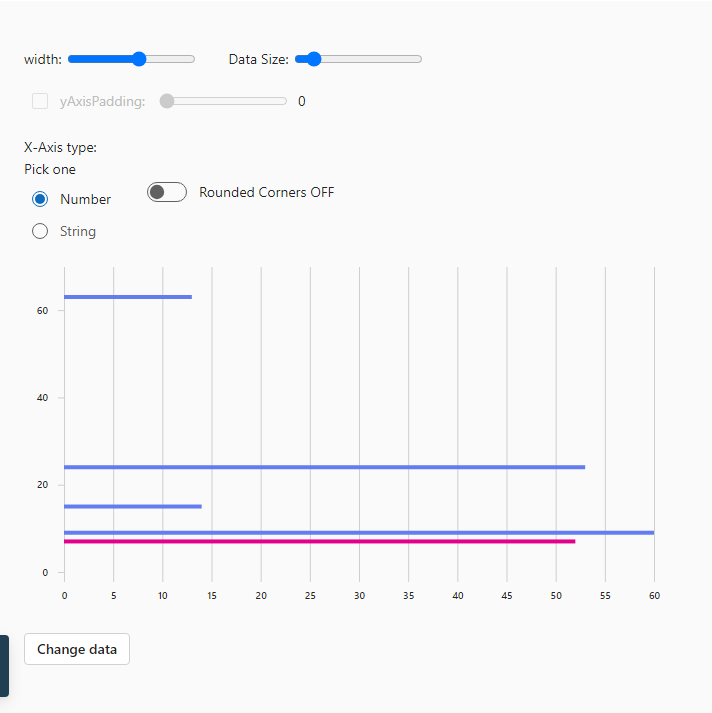 width: Data Size:
yAxisPadding: 0
X-Axis type:
Pick one
Number
Rounded Corners OFF
String
60
40
20
0
0 5 10 15 20 25 30 35 40 45 50 55 60
Change data